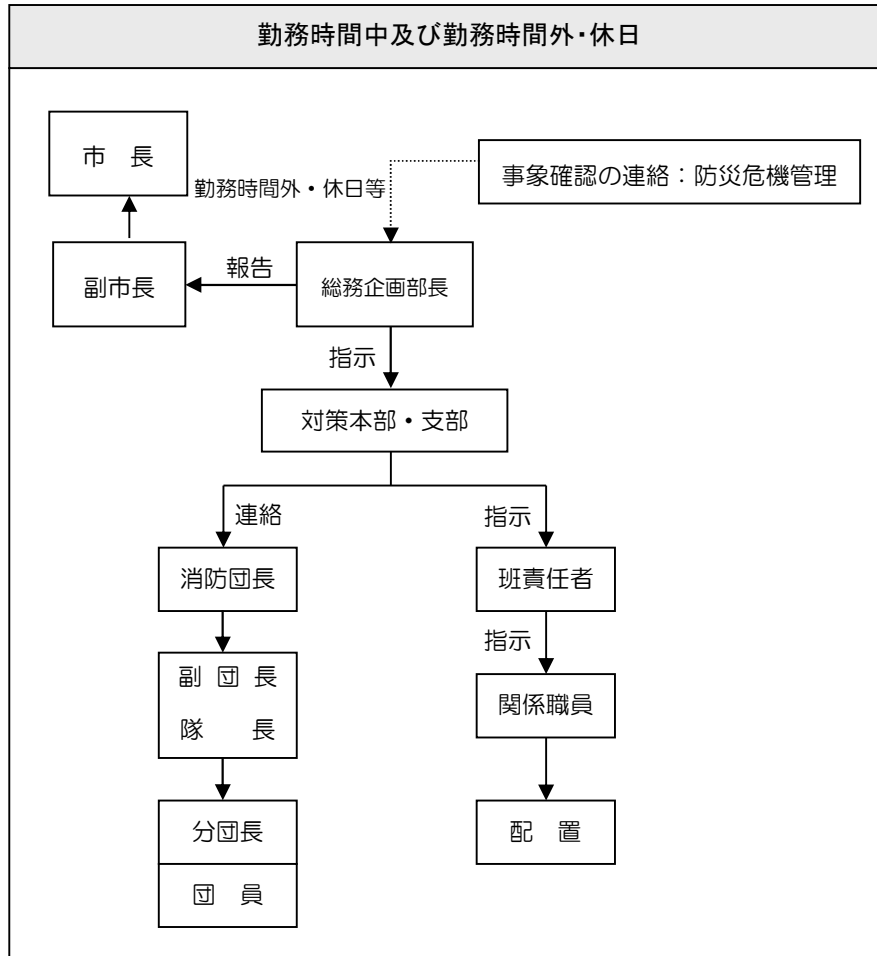 勤務時間中及び勤務時間外・休日
市　長
事象確認の連絡：防災危機管理
勤務時間外・休日等
副市長
報告
総務企画部長
指示
対策本部・支部
連絡
指示
消防団長
班責任者
指示
副　団　長
隊　　　長
関係職員
分団長
配　置
団　員